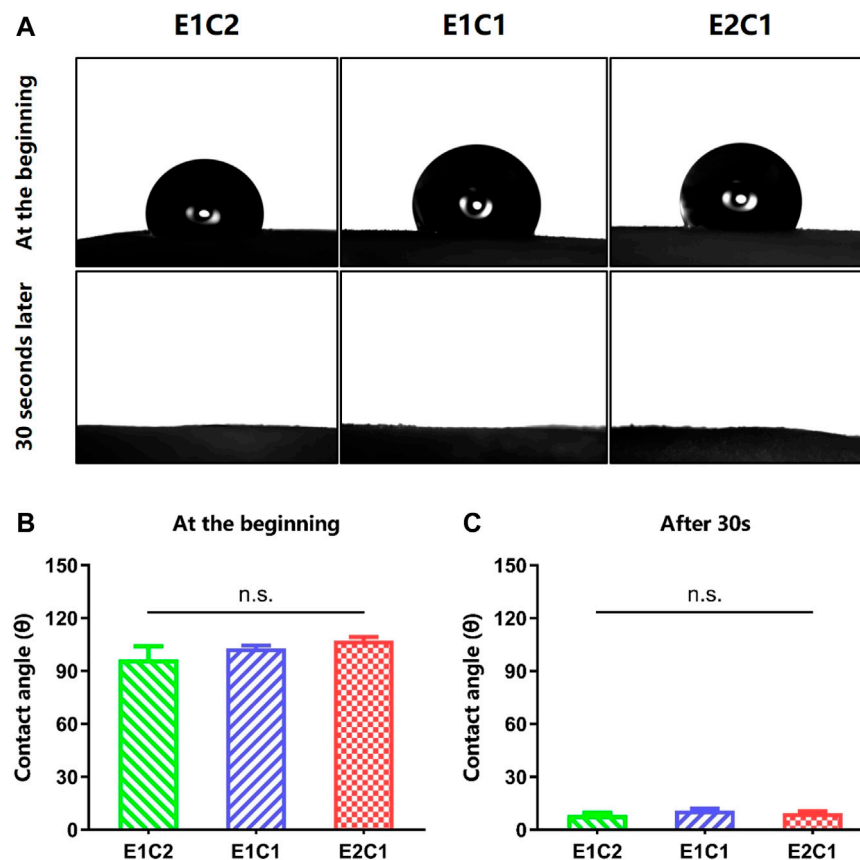 A
E1C2 E1C1 E2C1
At the beginning
30 seconds later
B
At the beginning
Contact angle (θ)
150
120
90
60
30
0
n.s.
E1C2 E1C1 E2C1
C
After 30s
Contact angle (θ)
150
120
90
60
30
0
n.s.
E1C2 E1C1 E2C1